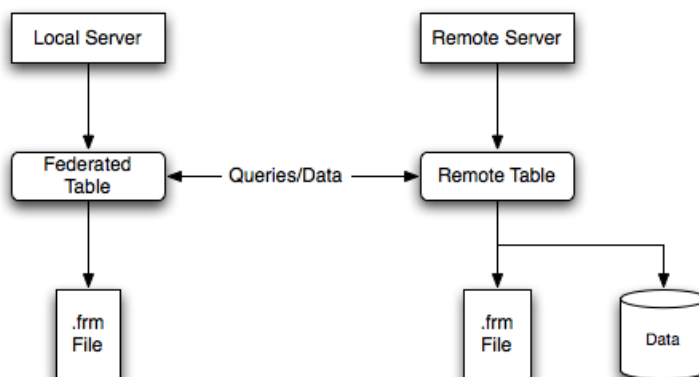 Local Server
Remote Server
Federated
Table
Queries/Data
Remote Table
.frm
File
.frm
File
Data